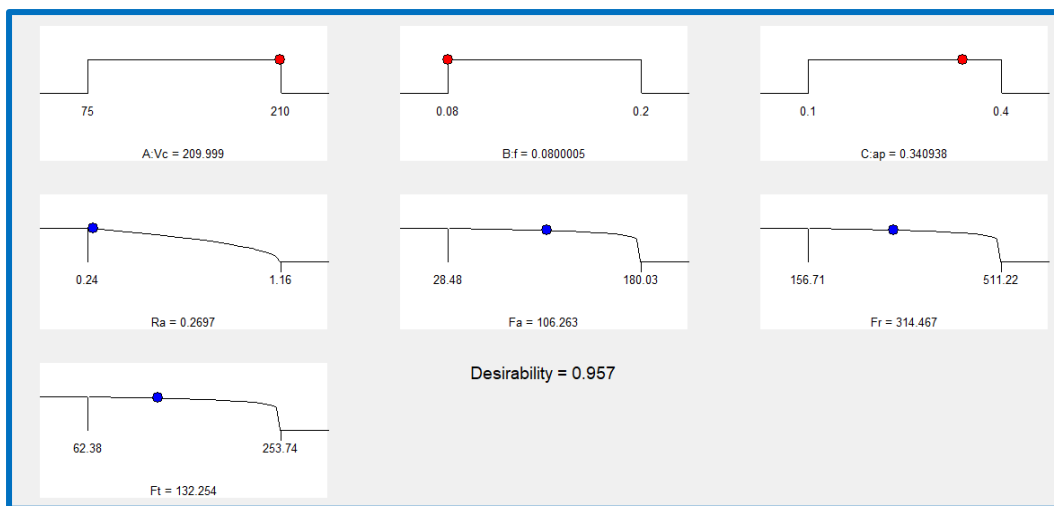 75 210
A:Vc = 209.999
0.08 0.2
B:f = 0.0800005
0.1 0.4
C:ap = 0.340938
0.24 1.16
Ra = 0.2697
28.48 180.03
Fa = 106.263
156.71 511.22
Fr = 314.467
62.38 253.74
Ft = 132.254
Desirability = 0.957